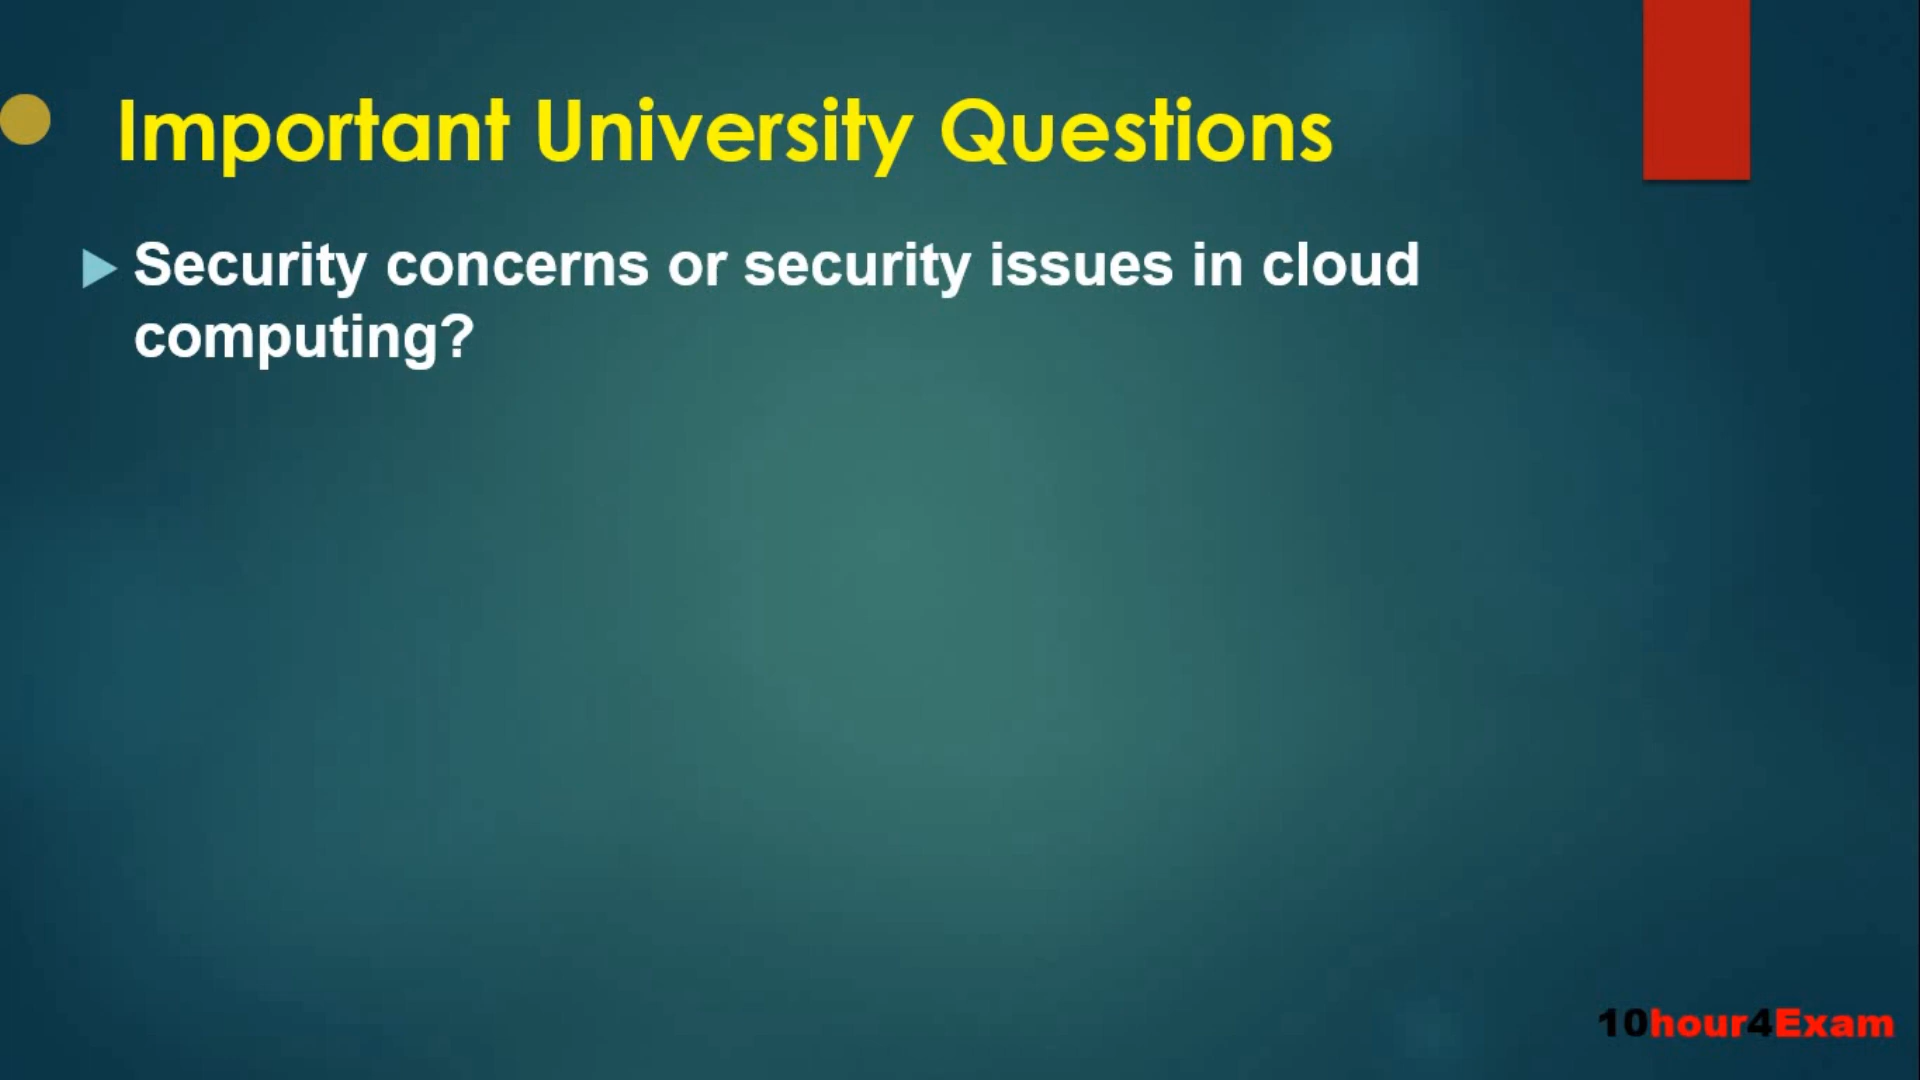 Important University Questions
Security concerns or security issues in cloud
computing?
10hour4Exam